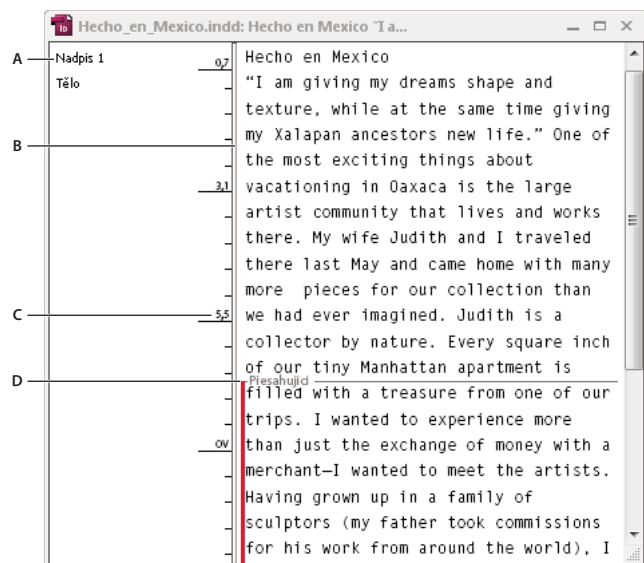 Hecho_en_Mexico.indd: Hecho en Mexico “I a...
A
Nadpis 1
Tělo
B
C
D
0,7
3,1
5,5
OV
Hecho en Mexico
“I am giving my dreams shape and
texture, while at the same time giving
my Xalapan ancestors new life.” One of
the most exciting things about
vacationing in Oaxaca is the large
artist community that lives and works
there. My wife Judith and I traveled
there last May and came home with many
more pieces for our collection than
we had ever imagined. Judith is a
collector by nature. Every square inch
of our tiny Manhattan apartment is
Piesahující
filled with a treasure from one of our
trips. I wanted to experience more
than just the exchange of money with a
merchant—I wanted to meet the artists.
Having grown up in a family of
sculptors (my father took commissions
for his work from around the world), I